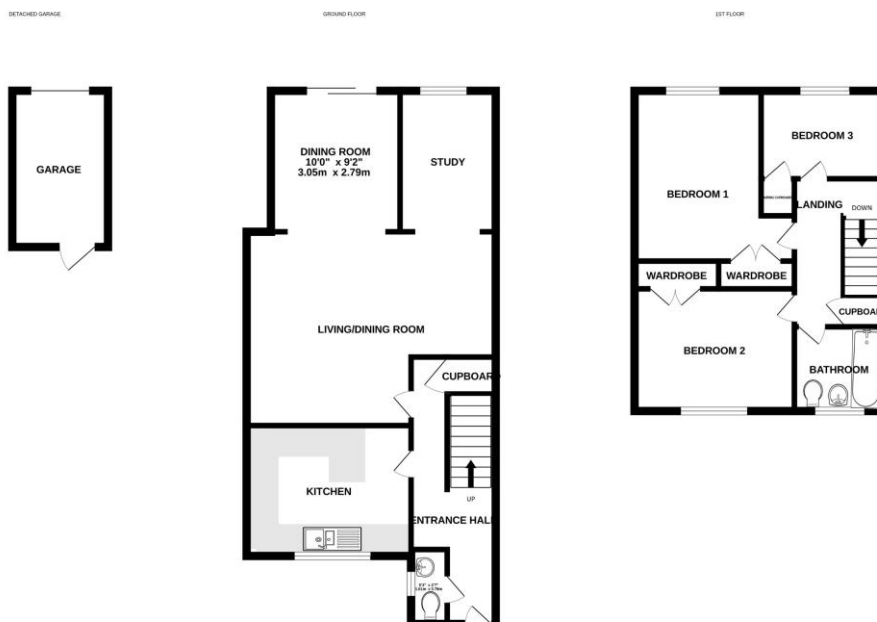 DETACHED GARAGE
GROUND FLOOR
1ST FLOOR
GARAGE
DINING ROOM
10'0" x 9'2"
3.05m x 2.79m
STUDY
LIVING/DINING ROOM
CUPBOARD
KITCHEN
UP
ENTRANCE HALL
BEDROOM 3
BEDROOM 1
LANDING
DOWN
WARDROBE
WARDROBE
CUPBOA
BEDROOM 2
BATHROOM